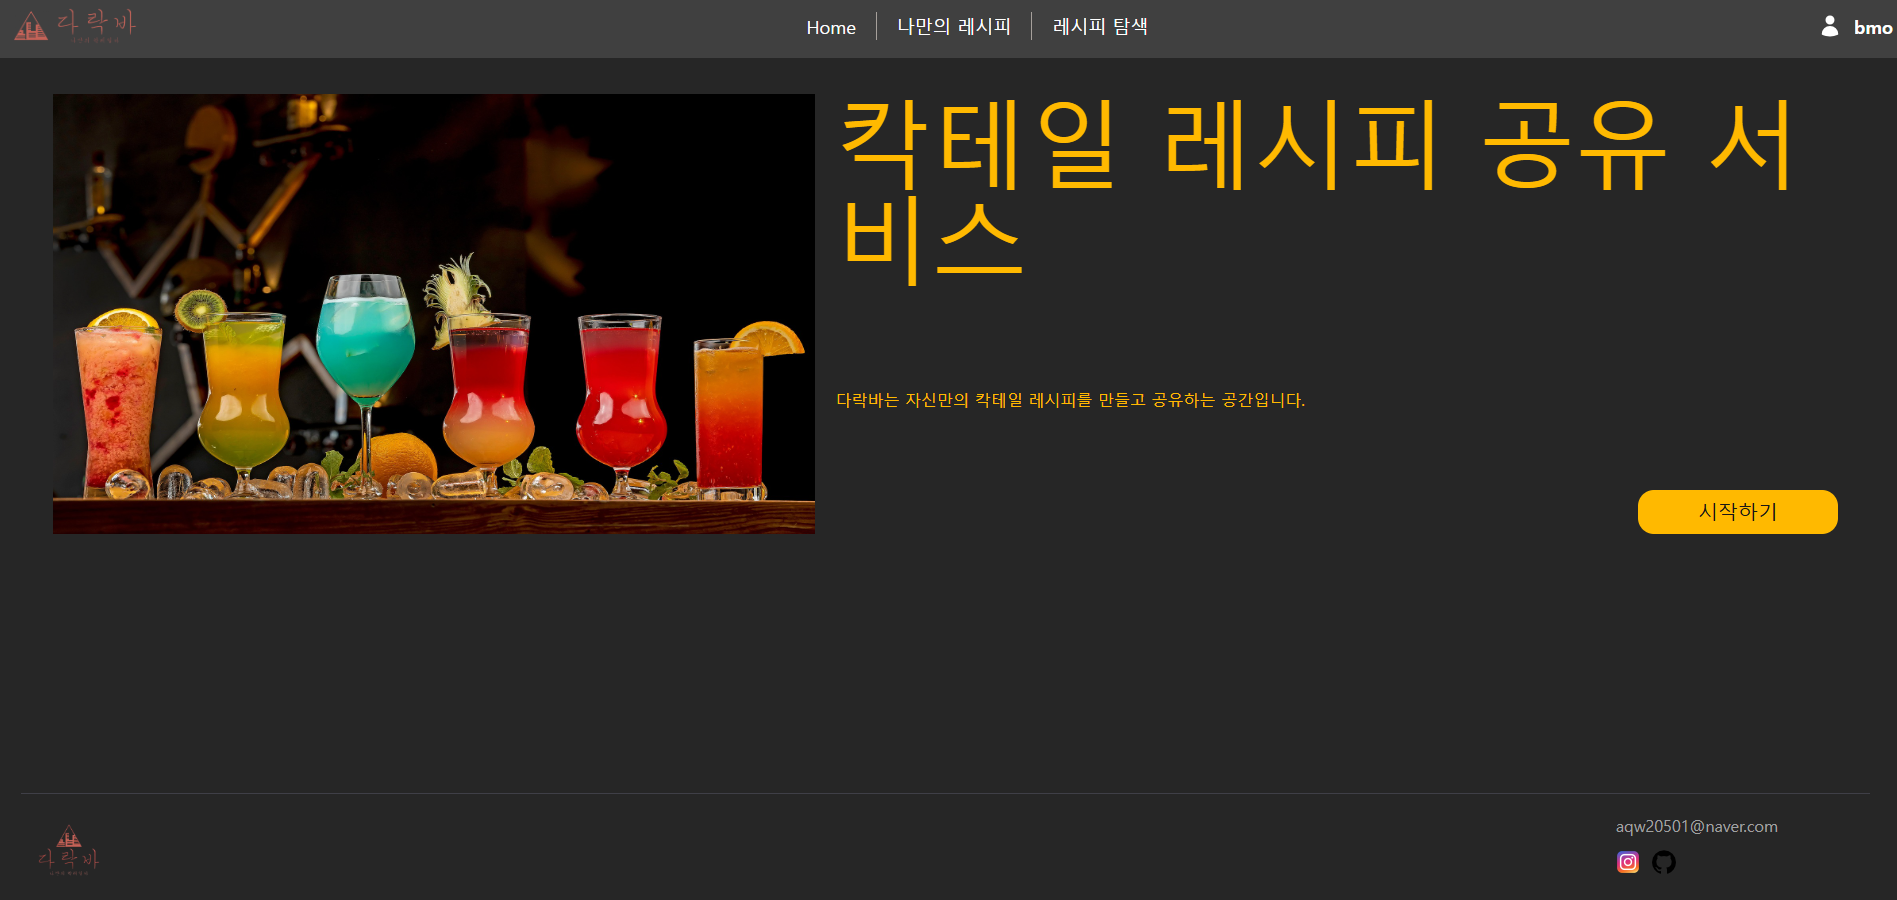 다락바
Home
나만의 레시피
레시피 탐색
bmo
칵테일 레시피 공유 서
비스
다락바는 자신만의 칵테일 레시피를 만들고 공유하는 공간입니다.
시작하기
다락바
aqw20501@naver.com